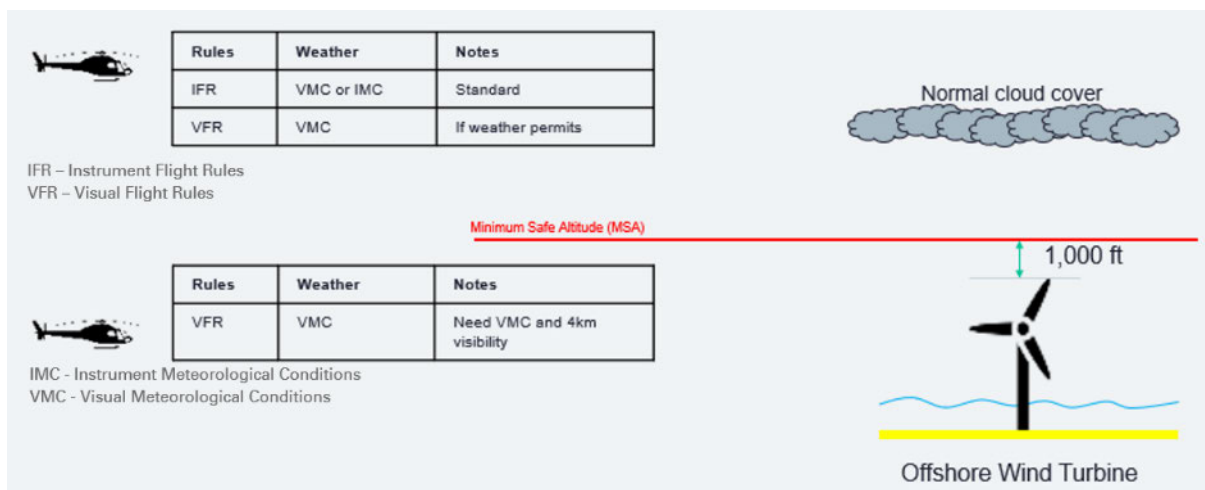 Rules Weather Notes
IFR VMC or IMC Standard
VFR VMC If weather permits
IFR – Instrument Flight Rules
VFR – Visual Flight Rules
Normal cloud cover
Minimum Safe Altitude (MSA)
1,000 ft
Rules Weather Notes
VFR VMC Need VMC and 4km
visibility
IMC - Instrument Meteorological Conditions
VMC - Visual Meteorological Conditions
Offshore Wind Turbine